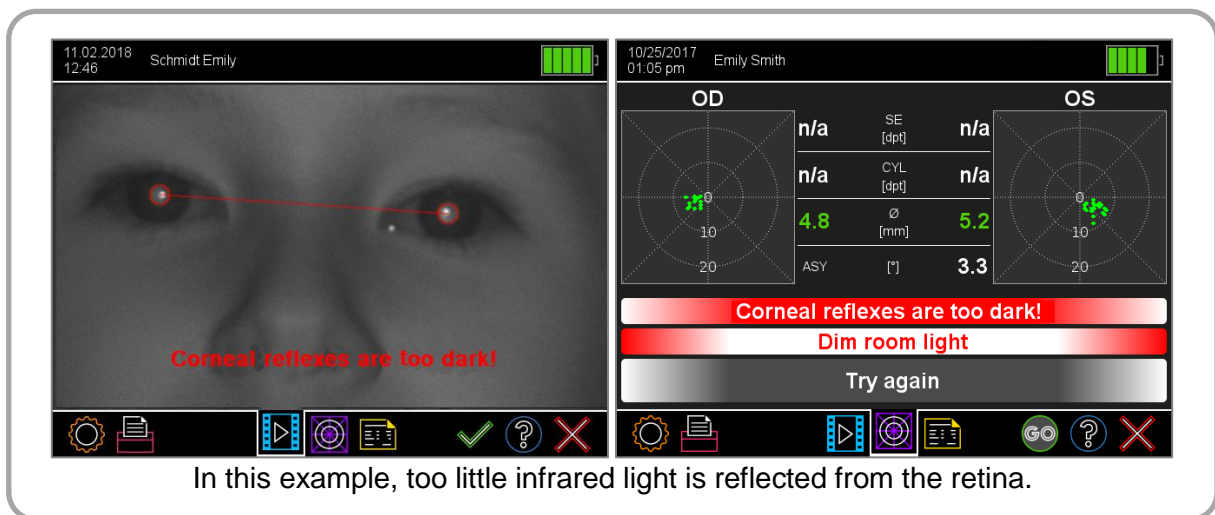 11.02.2018
12:46
Schmidt Emily
Corneal reflexes are too dark!
10/25/2017
01:05 pm
Emily Smith
OD
OS
0
10
20
n/a SE [dpt] n/a
n/a CYL [dpt] n/a
4.8 Ø [mm] 5.2
ASY [°] 3.3
0
10
20
Corneal reflexes are too dark!
Dim room light
Try again
GO ?
?
In this example, too little infrared light is reflected from the retina.